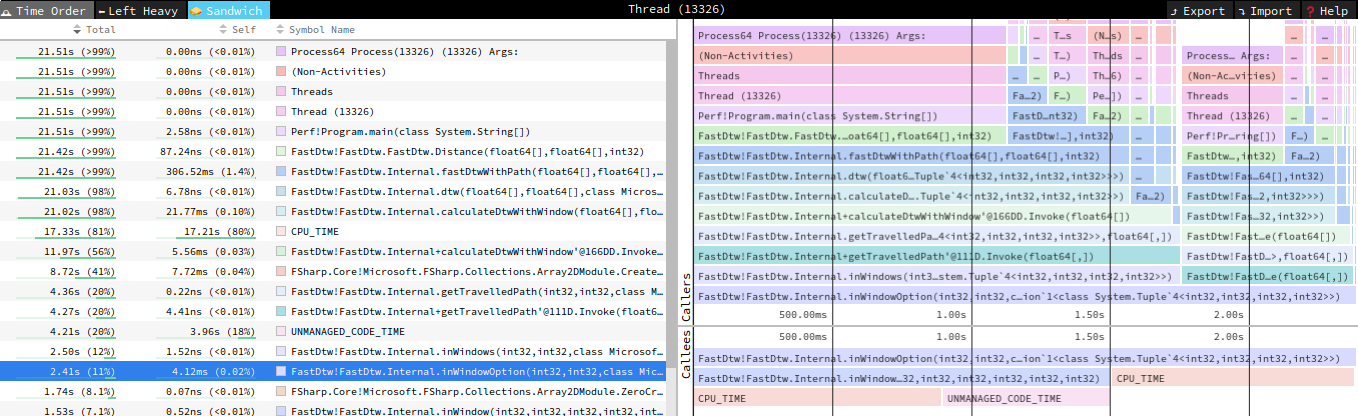 Time Order Left Heavy Sandwich Thread (13326) Export Import Help
Total Self Symbol Name
21.51s (>99%) 0.00ns (<0.01%) Process64 Process(13326) (13326) Args:
21.51s (>99%) 0.00ns (<0.01%) (Non-Activities)
21.51s (>99%) 0.00ns (<0.01%) Threads
21.51s (>99%) 0.00ns (<0.01%) Thread (13326)
21.51s (>99%) 2.58ns (<0.01%) Perf!Program.main(class System.String[])
21.42s (>99%) 87.24ns (<0.01%) FastDtw!FastDtw.FastDtw.Distance(float64[],float64[],int32)
21.42s (>99%) 306.52ms (1.4%) FastDtw!FastDtw.Internal.fastDtwWithPath(float64[],float64[],…
21.03s (98%) 6.78ns (<0.01%) FastDtw!FastDtw.Internal.dtw(float64[],float64[],class Micros…
21.02s (98%) 21.77ms (0.10%) FastDtw!FastDtw.Internal.calculateDtwWithWindow(float64[],flo…
17.33s (81%) 17.21s (80%) CPU_TIME
11.97s (56%) 5.56ms (0.03%) FastDtw!FastDtw.Internal+calculateDtwWithWindow'@166DD.Invoke…
8.72s (41%) 7.72ms (0.04%) FSharp.Core!Microsoft.FSharp.Collections.Array2DModule.Create…
4.36s (20%) 0.22ns (<0.01%) FastDtw!FastDtw.Internal.getTravelledPath(int32,int32,class M…
4.27s (20%) 4.41ns (<0.01%) FastDtw!FastDtw.Internal+getTravelledPath'@111D.Invoke(float6…
4.21s (20%) 3.96s (18%) UNMANAGED_CODE_TIME
2.50s (12%) 1.52ns (<0.01%) FastDtw!FastDtw.Internal.inWindows(int32,int32,class Microsof…
2.41s (11%) 4.12ms (0.02%) FastDtw!FastDtw.Internal.inWindowOption(int32,int32,class Mic…
1.74s (8.1%) 0.07ns (<0.01%) FSharp.Core!Microsoft.FSharp.Collections.Array2DModule.ZeroCr…
1.53s (7.1%) 0.52ns (<0.01%) FastDtw!FastDtw.Internal.inWindow(int32,int32,int32,int32,int…
… T…s (N…s) …
Process64 Process(13326) (13326) Args: … T…) (N…s) … Process… Args: … …
(Non-Activities) … T…s Th…ds … (Non-Ac…vities) … …
Threads … … P…) Th…6) … Threads … …
Thread (13326) Fa…2) F…) Pe…]) … Thread (13326) … …
Perf!Program.main(class System.String[]) FastD…nt32) Fa…2) … Perf!Pr…ring[]) F…) …
FastDtw!FastDtw.FastDtw.…oat64[],float64[],int32) FastDtw!…],int32) … FastDtw…,int32) Fa…2) …
FastDtw!FastDtw.Internal.fastDtwWithPath(float64[],float64[],int32) … FastDtw!Fas…64[],int32) …
FastDtw!FastDtw.Internal.dtw(float6…Tuple`4<int32,int32,int32,int32>>>) … FastDtw!Fas…2,int32>>>)
FastDtw!FastDtw.Internal.calculateD….Tuple`4<int32,int32,int32,int32>>>) Fa…2) FastDtw!Fas…32,int32>>)
FastDtw!FastDtw.Internal+calculateDtwWithWindow'@166DD.Invoke(float64[]) FastDtw!Fast…e(float64[])
FastDtw!FastDtw.Internal.getTravelledPa…4<int32,int32,int32,int32>>>,float64[,]) FastDtw!FastD…>,float64[,])
FastDtw!FastDtw.Internal+getTravelledPath'@111D.Invoke(float64[,]) FastDtw!FastD…e(float64[,])
FastDtw!FastDtw.Internal.inWindows(int3…stem.Tuple`4<int32,int32,int32,int32>>>)
FastDtw!FastDtw.Internal.inWindowOption(int32,int32,c…ion`1<class System.Tuple`4<int32,int32,int32,int32>>)
Callers
500.00ms 1.00s 1.50s 2.00s
500.00ms 1.00s 1.50s 2.00s
Callees
FastDtw!FastDtw.Internal.inWindowOption(int32,int32,c…ion`1<class System.Tuple`4<int32,int32,int32,int32>>)
FastDtw!FastDtw.Internal.inWindow…32,int32,int32,int32,int32,int32) CPU_TIME
CPU_TIME UNMANAGED_CODE_TIME